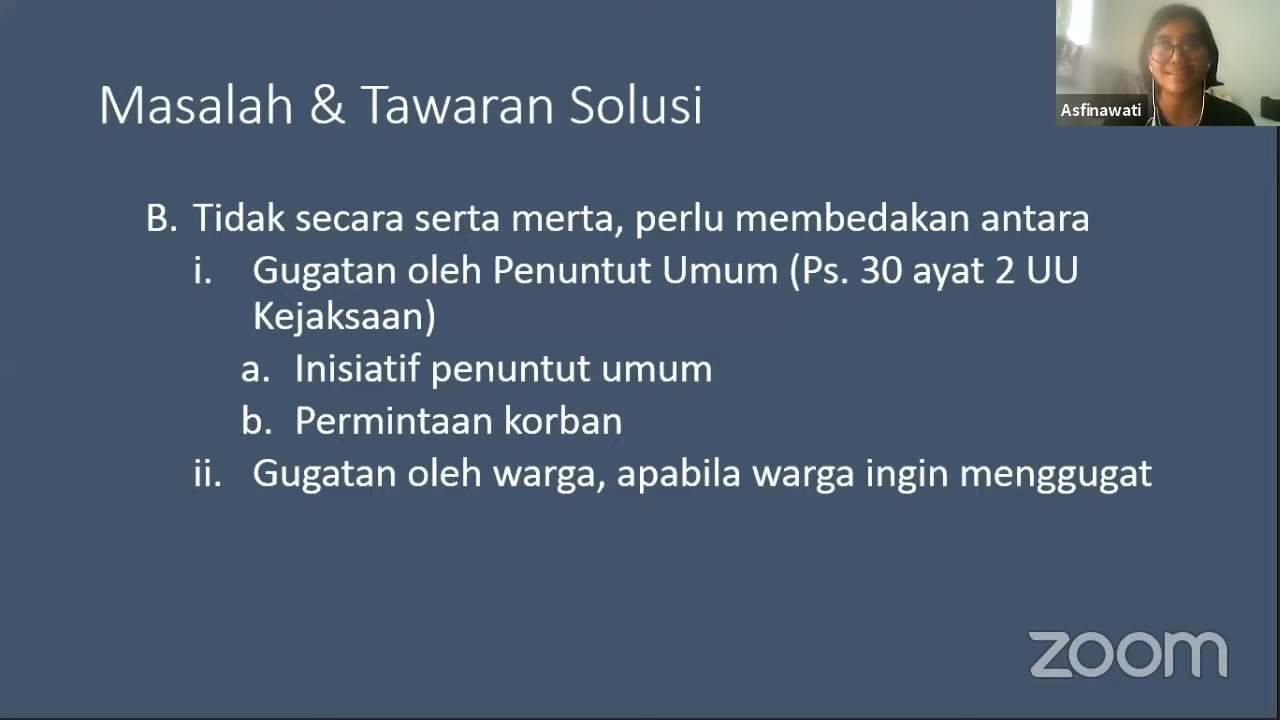 Masalah & Tawaran Solusi
Asfinawati
B. Tidak secara serta merta, perlu membedakan antara
i. Gugatan oleh Penuntut Umum (Ps. 30 ayat 2 UU
Kejaksaan)
a. Inisiatif penuntut umum
b. Permintaan korban
ii. Gugatan oleh warga, apabila warga ingin menggugat
zoom